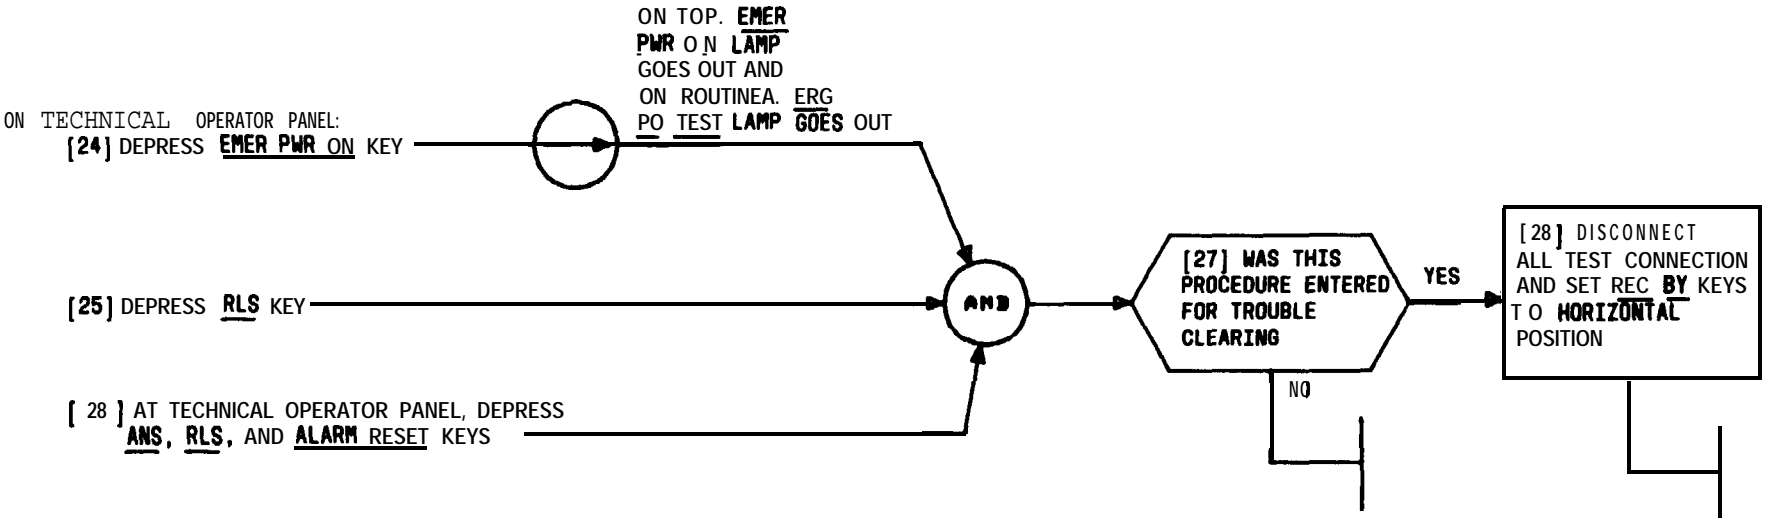 ON TOP. EMER
PWR ON LAMP
GOES OUT AND
ON ROUTINEA. ERG
PO TEST LAMP GOES OUT
ON TECHNICAL OPERATOR PANEL:
[24] DEPRESS EMER PWR ON KEY
[25] DEPRESS RLS KEY
[28] AT TECHNICAL OPERATOR PANEL, DEPRESS
ANS, RLS, AND ALARM RESET KEYS
AND
[27] WAS THIS
PROCEDURE ENTERED
FOR TROUBLE
CLEARING
YES
NO
[28] DISCONNECT
ALL TEST CONNECTION
AND SET REC BY KEYS
TO HORIZONTAL
POSITION